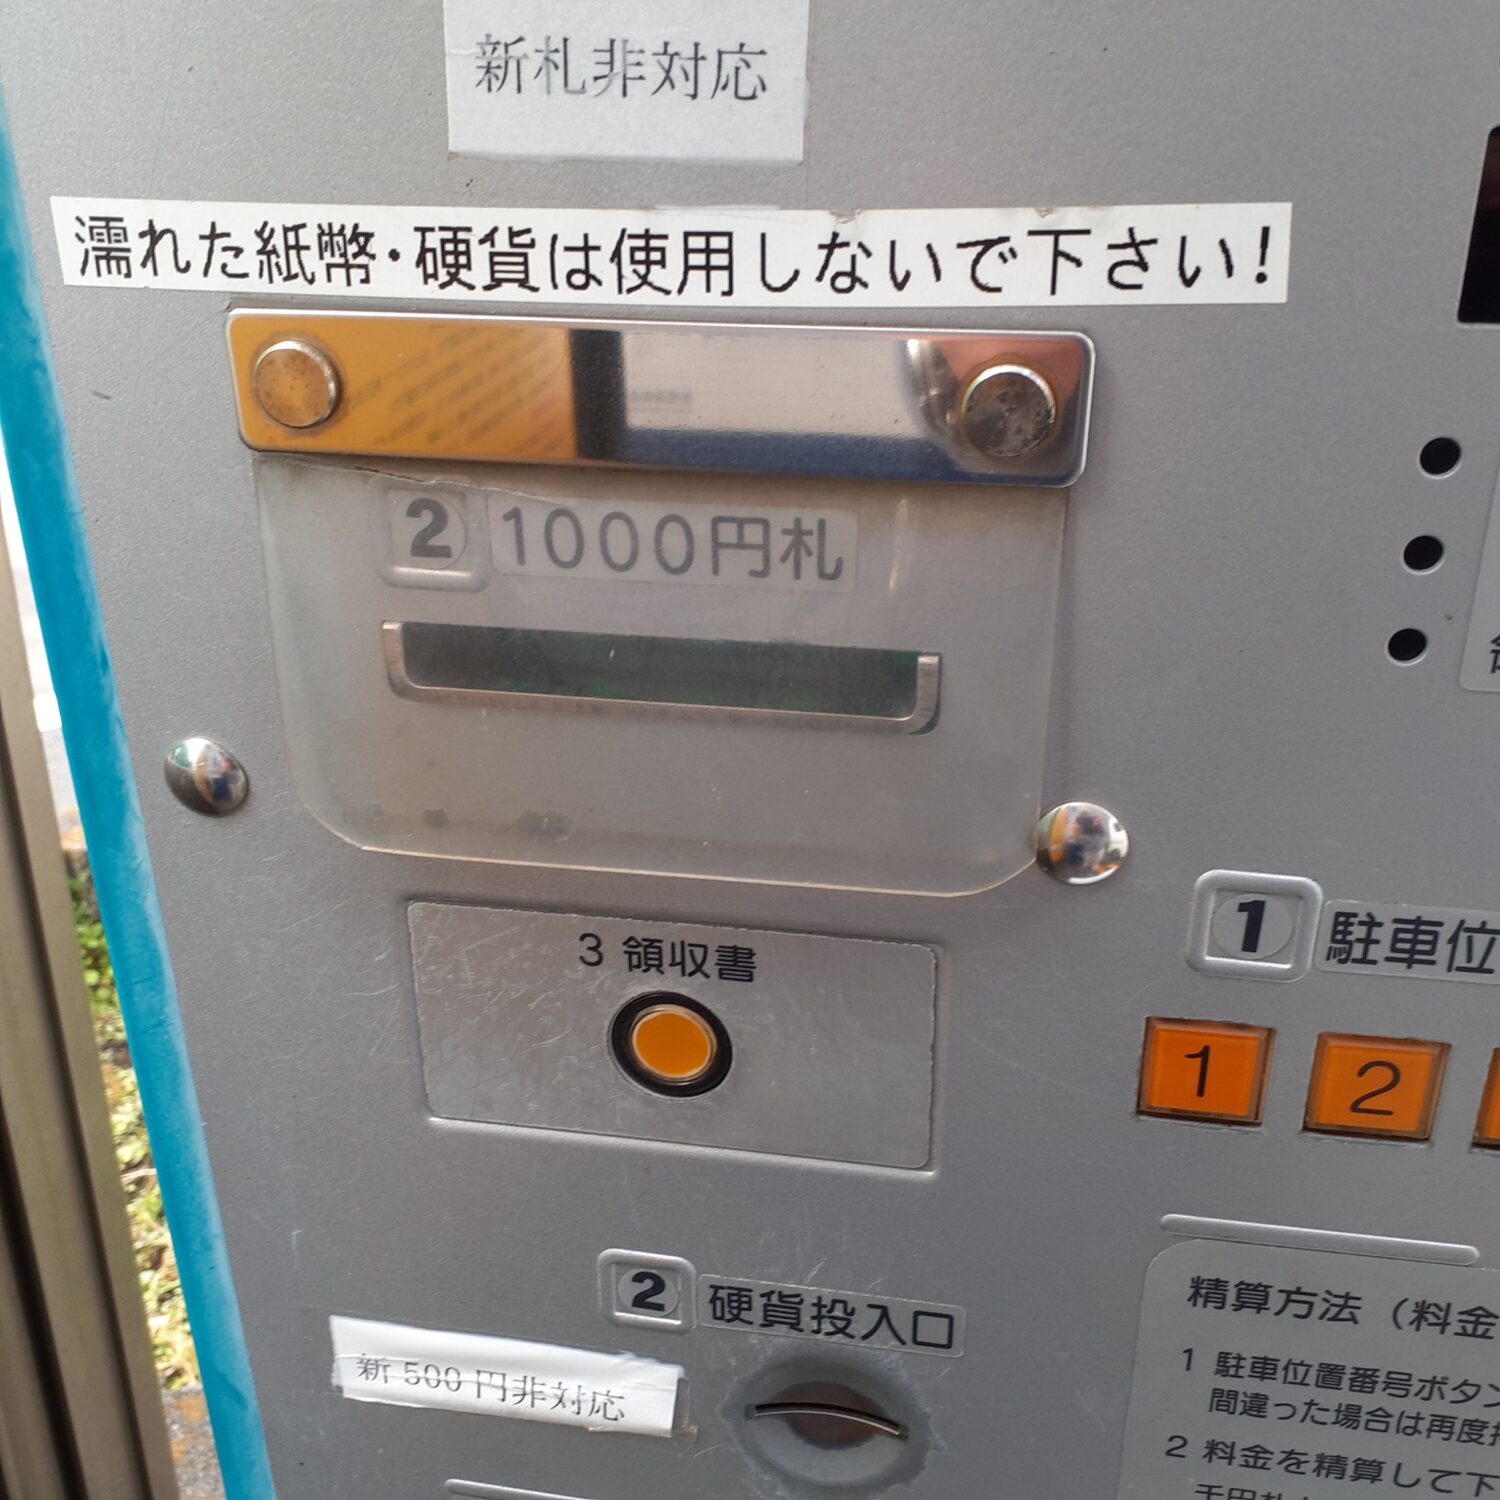 新札非対応
濡れた紙幣・硬貨は使用しないで下さい!
2 1000円札
3 領収書
1 駐車位
1 2
2 硬貨投入口
新500円非対応
精算方法（料金
1 駐車位置番号ボタン
間違った場合は再度
2 料金を精算して下